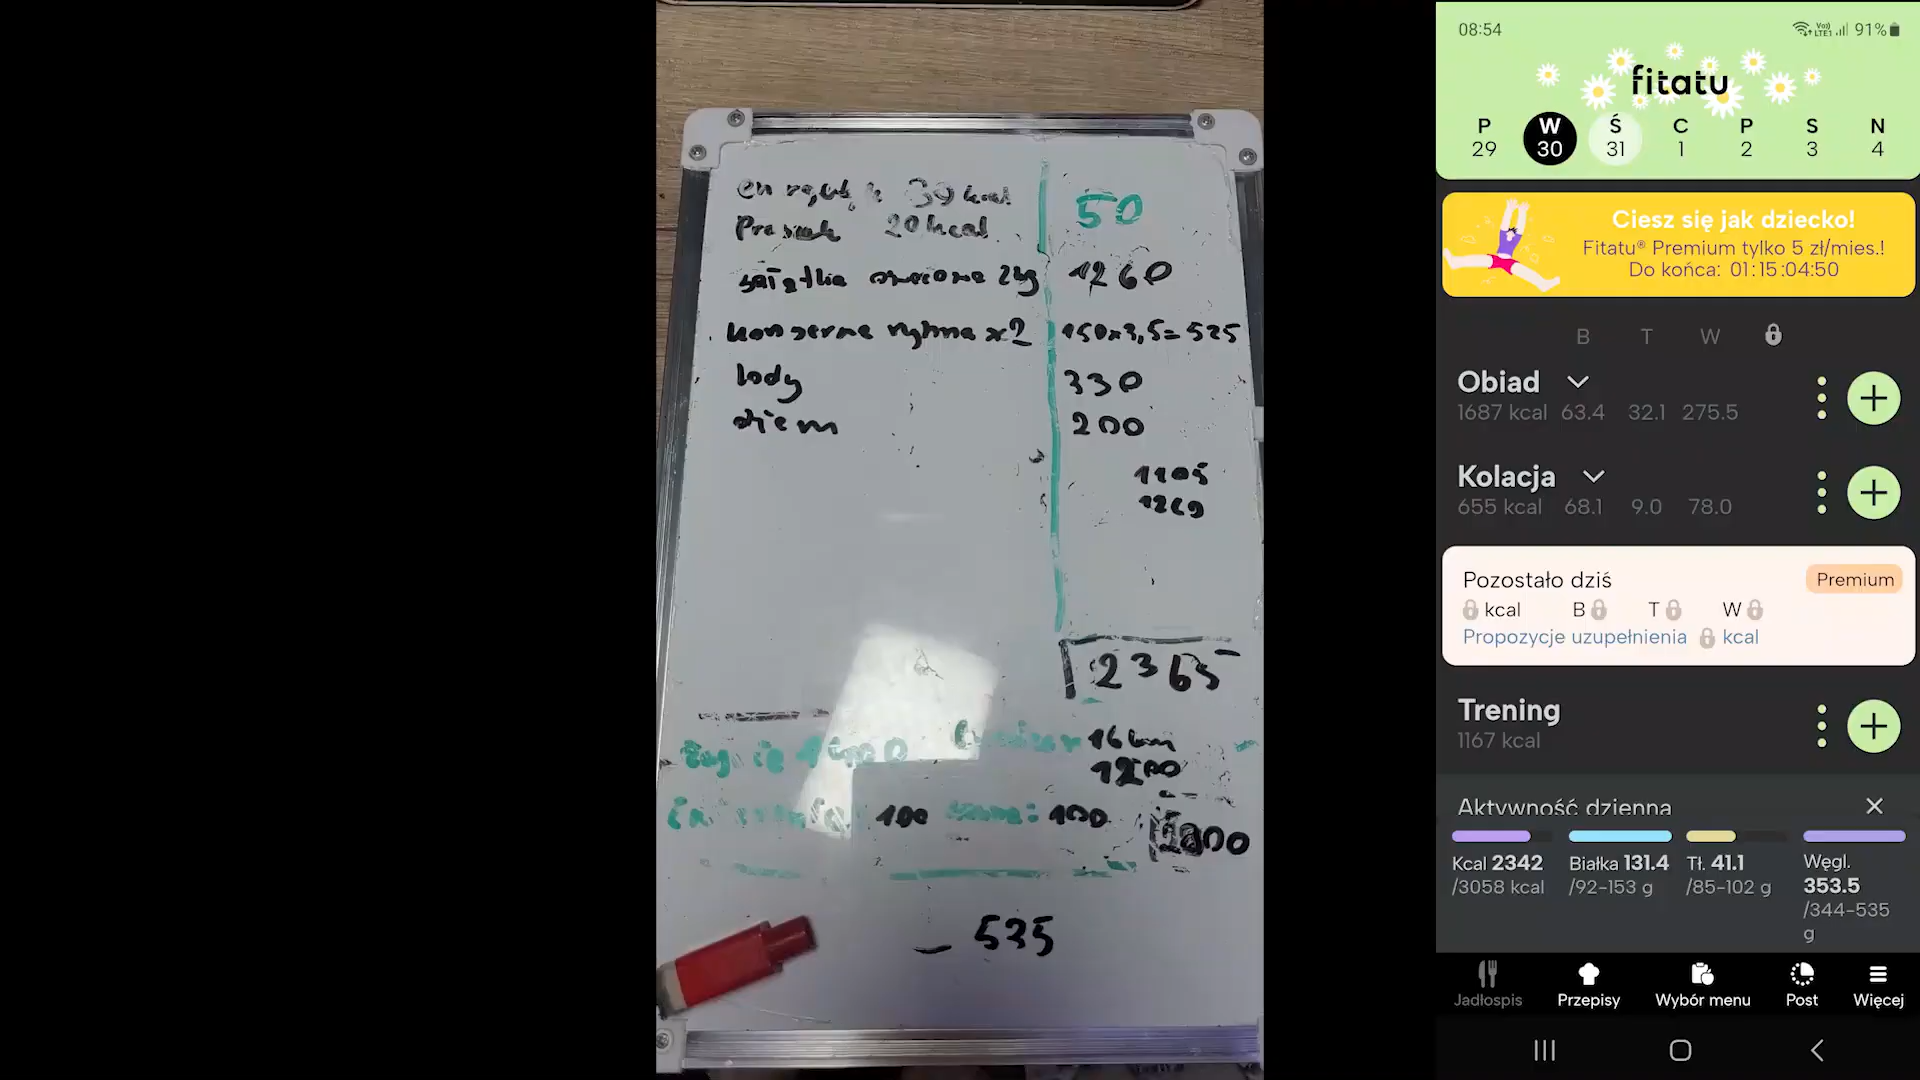 30 kcal 50
20 kcal
sałatka owocowa 2kg 1260
konserwa rybna x2 150x3,5=525
lody 330
dżem 200
1105
1260
2365
16 km
1200
100 100
- 535
08:54 91%
fitatu
P W Ś C P S N
29 30 31 1 2 3 4
Ciesz się jak dziecko!
Fitatu® Premium tylko 5 zł/mies.!
Do końca: 01:15:04:50
B T W
Obiad
1687 kcal 63.4 32.1 275.5
Kolacja
655 kcal 68.1 9.0 78.0
Pozostało dziś Premium
kcal B T W
Propozycje uzupełnienia kcal
Trening
1167 kcal
Aktywność dzienna
Kcal 2342 Białka 131.4 Tł. 41.1 Węgl.
/3058 kcal /92-153 g /85-102 g 353.5
/344-535
g
Jadłospis Przepisy Wybór menu Post Więcej